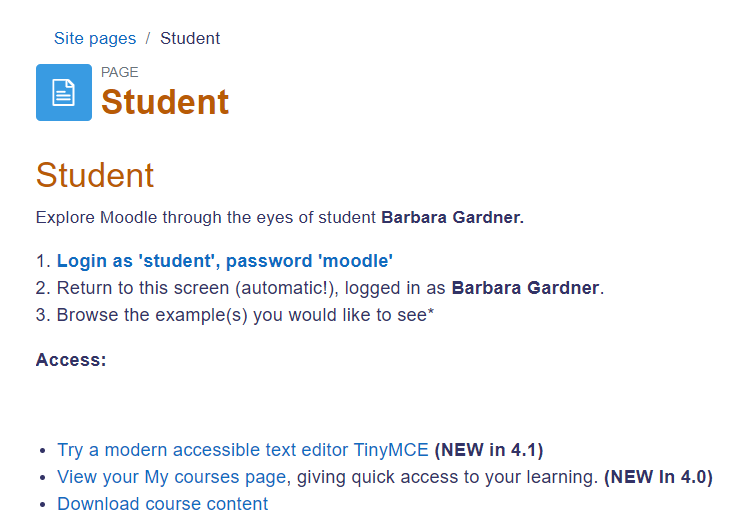 Site pages / Student
PAGE
Student
Student
Explore Moodle through the eyes of student Barbara Gardner.
1. Login as 'student', password 'moodle'
2. Return to this screen (automatic!), logged in as Barbara Gardner.
3. Browse the example(s) you would like to see*
Access:
• Try a modern accessible text editor TinyMCE (NEW in 4.1)
• View your My courses page, giving quick access to your learning. (NEW In 4.0)
• Download course content